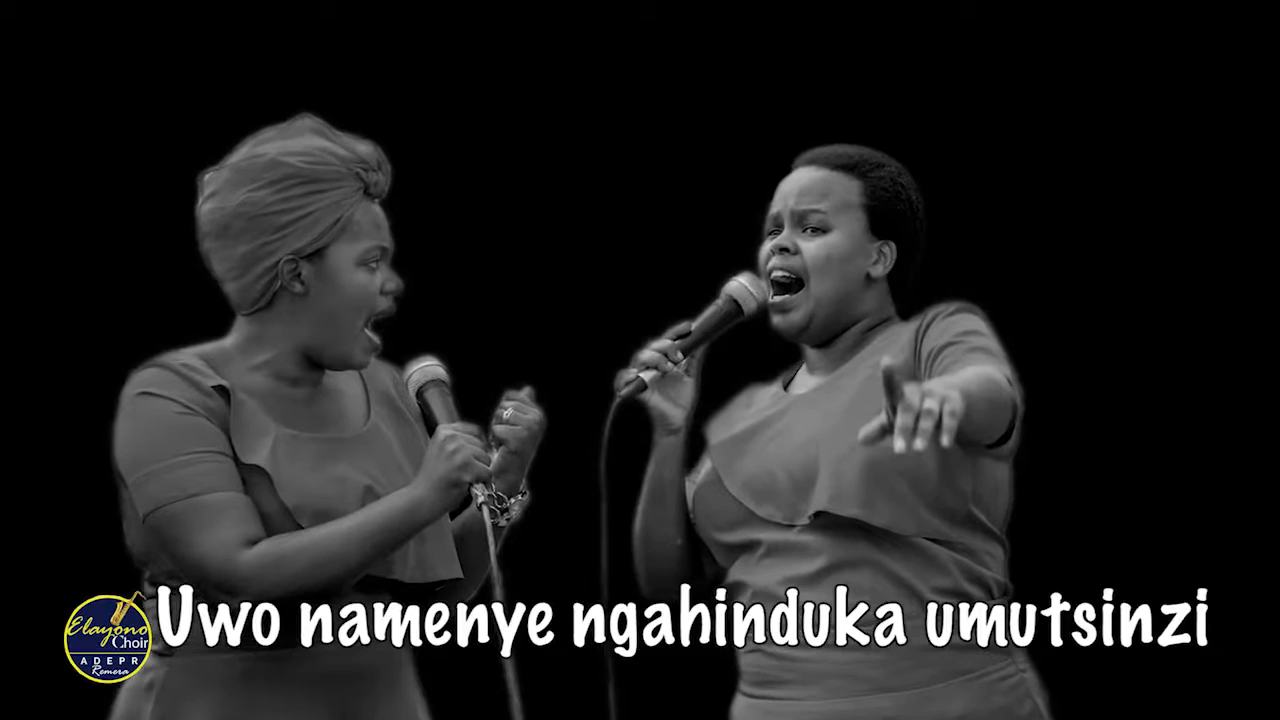 Uwo namenye ngahinduka umutsinzi
Elayono
Choir
ADEPR
Remera